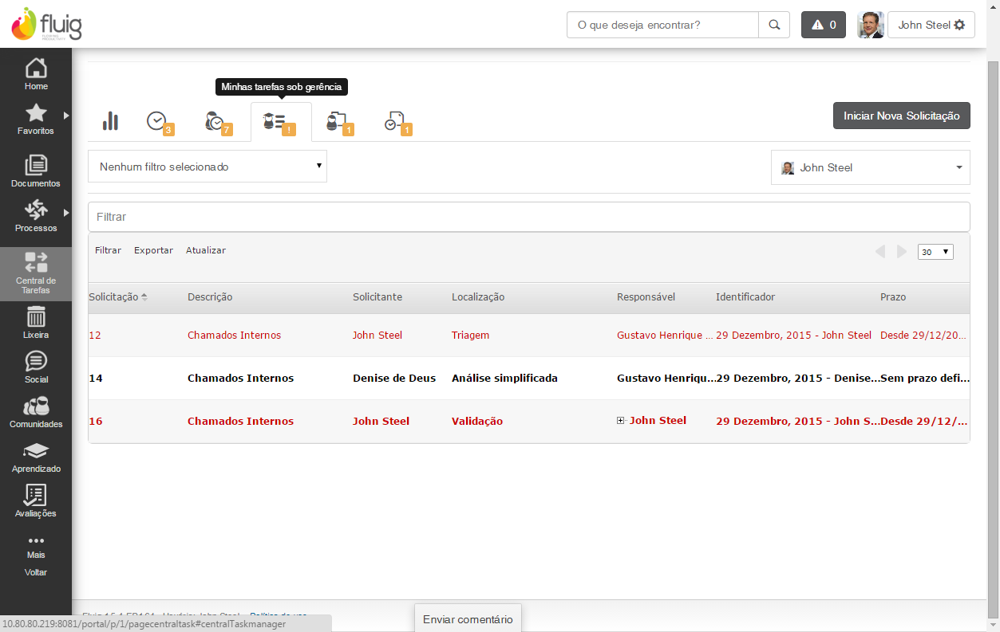 fluig
FLUIDING PRODUCTIVITY
O que deseja encontrar?
0
John Steel
Home
Favoritos
Documentos
Processos
Central de
Tarefas
Lixeira
Social
Comunidades
Aprendizado
Avaliações
Mais
Voltar
Minhas tarefas sob gerência
3
7
!
1
1
Iniciar Nova Solicitação
Nenhum filtro selecionado
John Steel
Filtrar
Filtrar Exportar Atualizar
30
Solicitação Descrição Solicitante Localização Responsável Identificador Prazo
12 Chamados Internos John Steel Triagem Gustavo Henrique ... 29 Dezembro, 2015 - John Steel Desde 29/12/20...
14 Chamados Internos Denise de Deus Análise simplificada Gustavo Henriqu... 29 Dezembro, 2015 - Denise... Sem prazo defi...
16 Chamados Internos John Steel Validação John Steel 29 Dezembro, 2015 - John S... Desde 29/12/...
10.80.80.219:8081/portal/p/1/pagecentraltask#centralTaskmanager
Enviar comentário